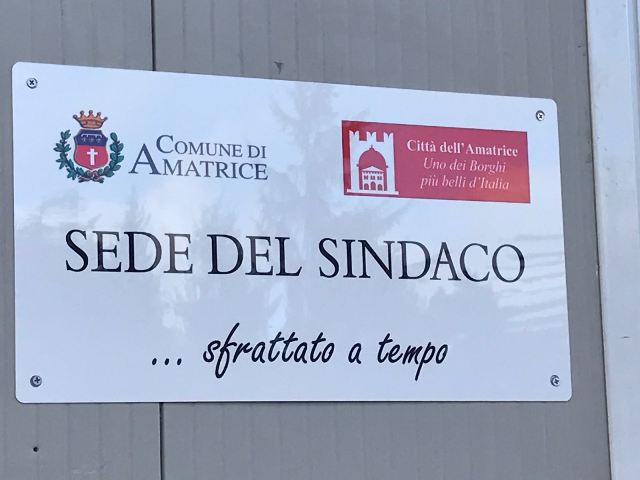 COMUNE DI
AMATRICE
Città dell'Amatrice
Uno dei Borghi
più belli d'Italia
SEDE DEL SINDACO
... sfrattato a tempo